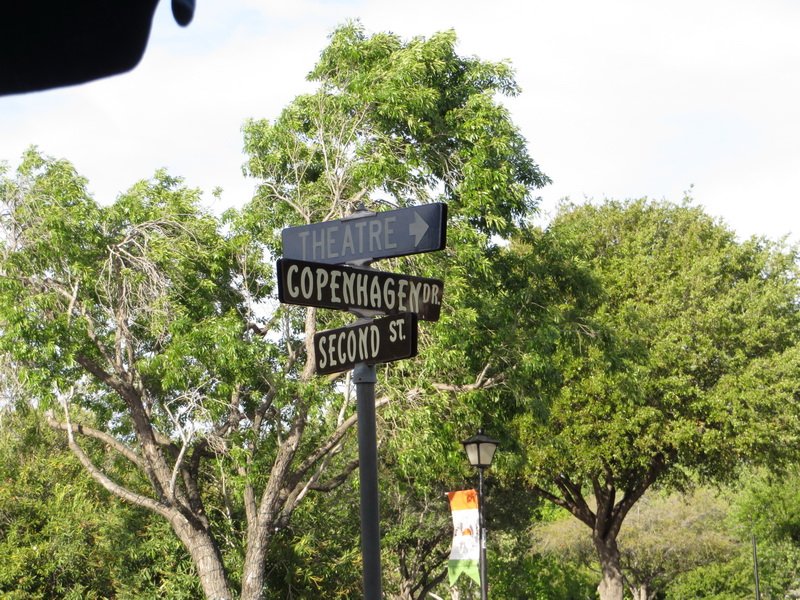 THEATRE
COPENHAGEN DR.
SECOND ST.